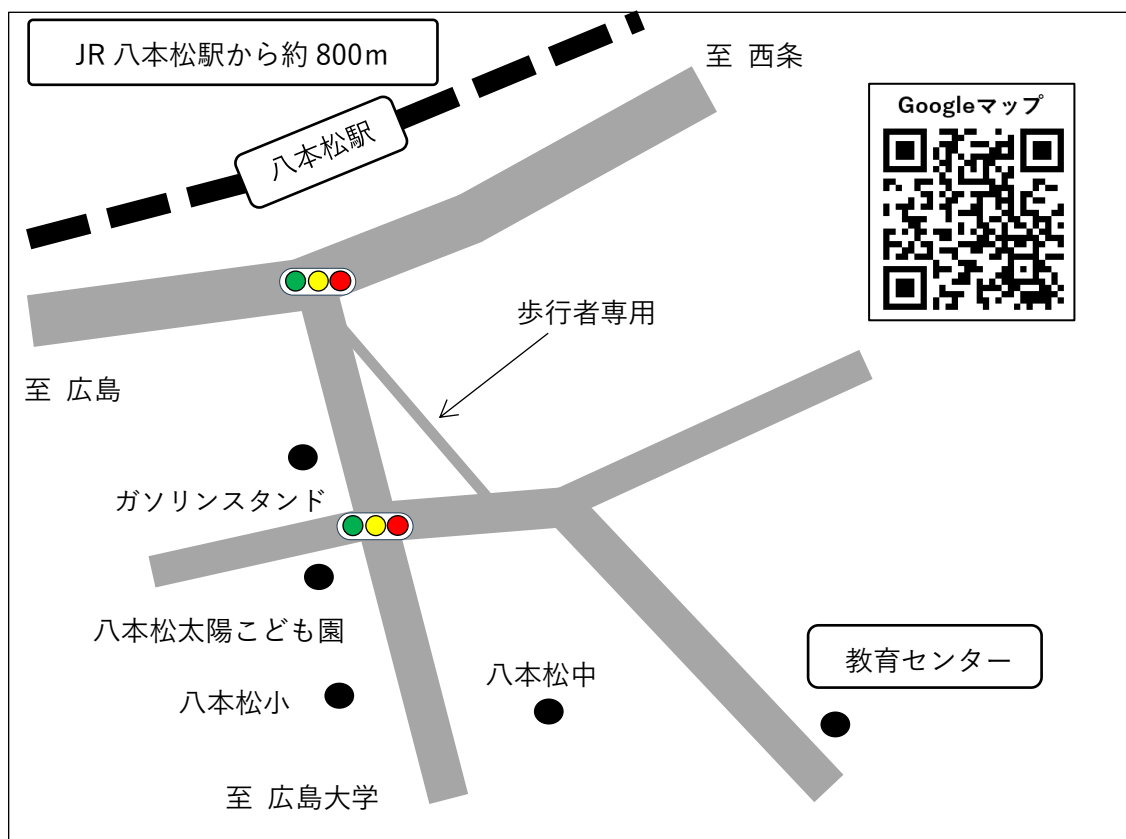 JR 八本松駅から約 800m
至 西条
Googleマップ
八本松駅
歩行者専用
至 広島
ガソリンスタンド
八本松太陽こども園
教育センター
八本松中
八本松小
至 広島大学